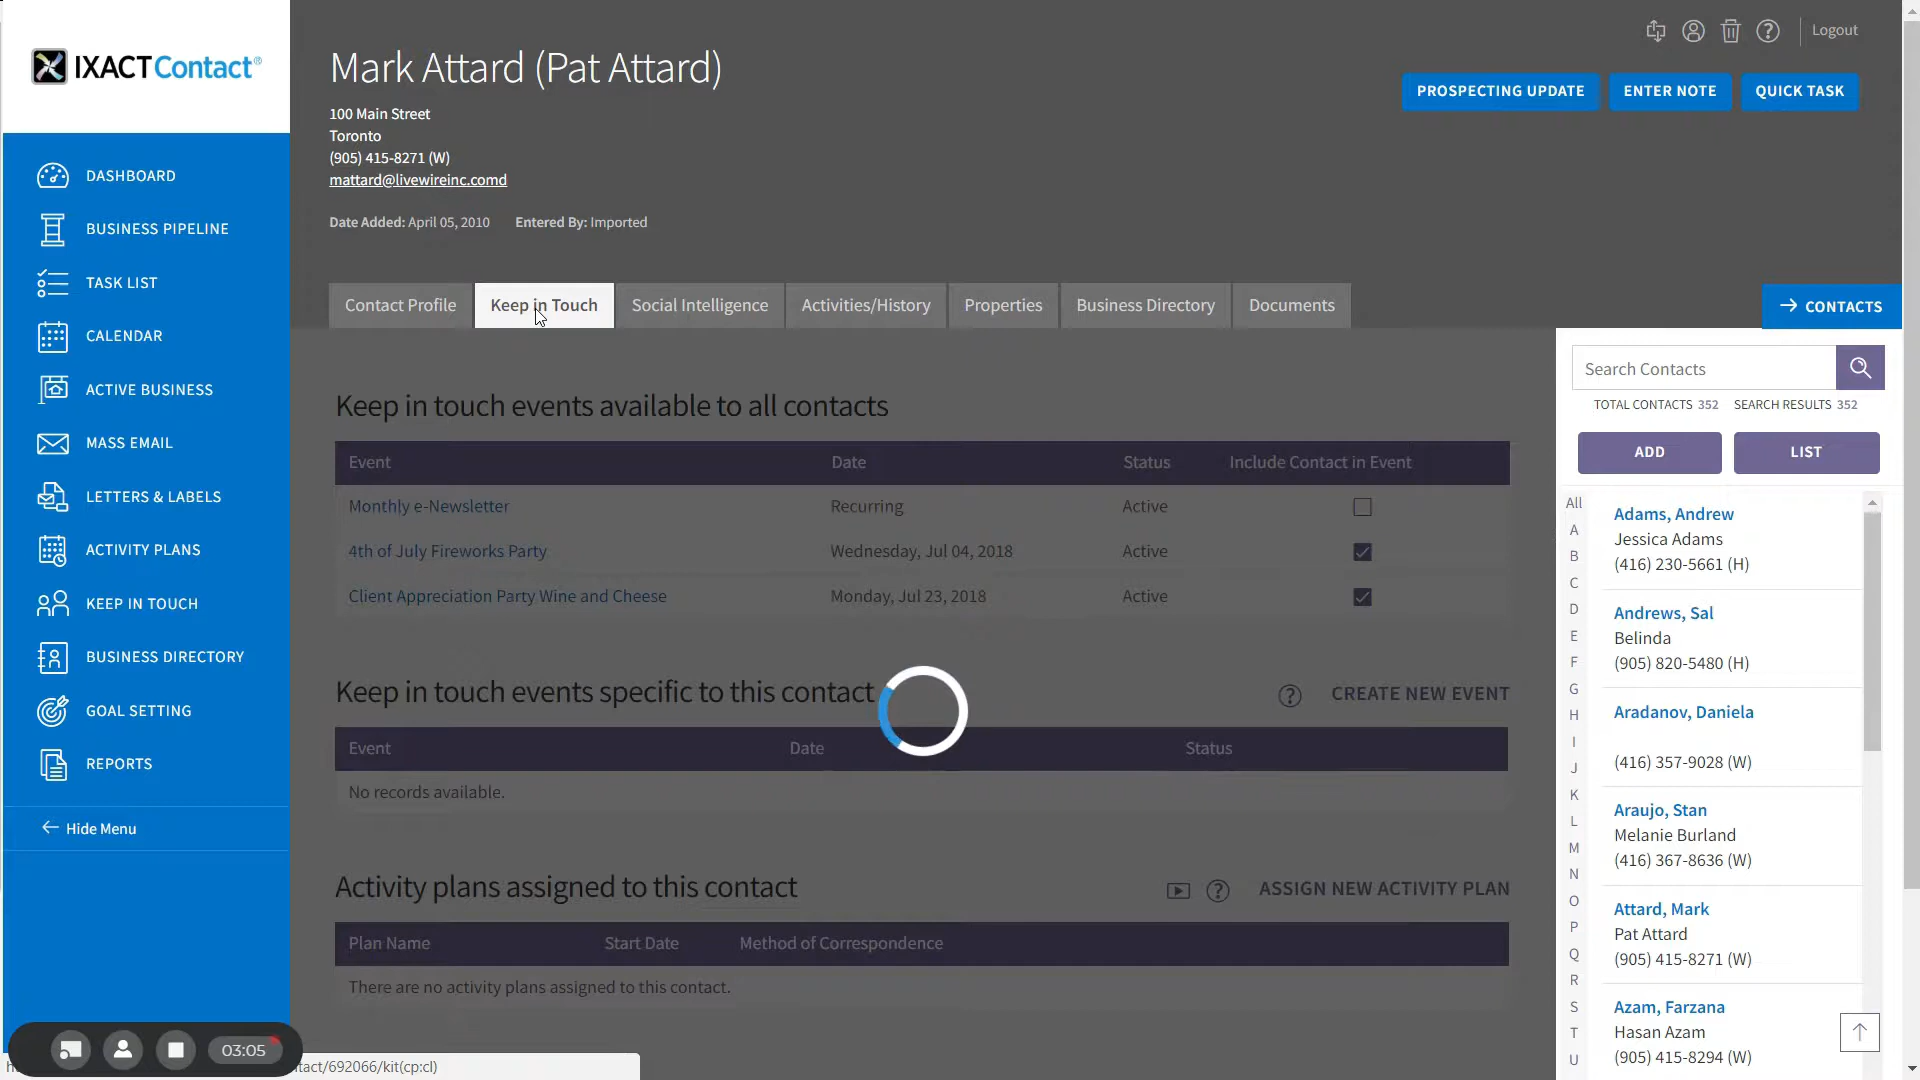 IXACTContact®
DASHBOARD
BUSINESS PIPELINE
TASK LIST
CALENDAR
ACTIVE BUSINESS
MASS EMAIL
LETTERS & LABELS
ACTIVITY PLANS
KEEP IN TOUCH
BUSINESS DIRECTORY
GOAL SETTING
REPORTS
Hide Menu
03:05
Logout
Mark Attard (Pat Attard)
PROSPECTING UPDATE ENTER NOTE QUICK TASK
100 Main Street
Toronto
(905) 415-8271 (W)
mattard@livewireinc.comd
Date Added: April 05, 2010 Entered By: Imported
Contact Profile Keep in Touch Social Intelligence Activities/History Properties Business Directory Documents
Keep in touch events available to all contacts
Event Date Status Include Contact in Event
Monthly e-Newsletter Recurring Active
4th of July Fireworks Party Wednesday, Jul 04, 2018 Active
Client Appreciation Party Wine and Cheese Monday, Jul 23, 2018 Active
Keep in touch events specific to this contact ? CREATE NEW EVENT
Event Date Status
No records available.
Activity plans assigned to this contact ? ASSIGN NEW ACTIVITY PLAN
Plan Name Start Date Method of Correspondence
There are no activity plans assigned to this contact.
tact/692066/kit(cp:cl)
CONTACTS
Search Contacts
TOTAL CONTACTS 352 SEARCH RESULTS 352
ADD LIST
All
A
B
C
D
E
F
G
H
I
J
K
L
M
N
O
P
Q
R
S
T
U
Adams, Andrew
Jessica Adams
(416) 230-5661 (H)
Andrews, Sal
Belinda
(905) 820-5480 (H)
Aradanov, Daniela
(416) 357-9028 (W)
Araujo, Stan
Melanie Burland
(416) 367-8636 (W)
Attard, Mark
Pat Attard
(905) 415-8271 (W)
Azam, Farzana
Hasan Azam
(905) 415-8294 (W)